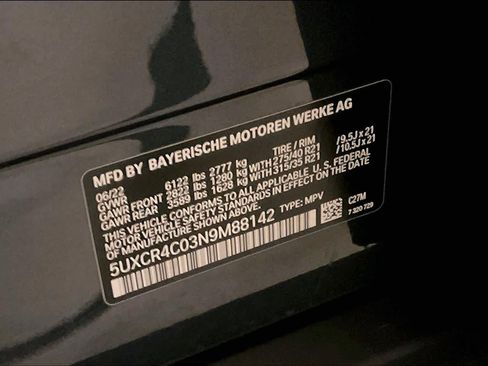 MFD BY BAYERISCHE MOTOREN WERKE AG
06/22 TIRE / RIM
GVWR 6122 lbs 2777 kg
GAWR FRONT 2822 lbs 1280 kg WITH 275/40 R21 / 9.5J x 21
GAWR REAR 3589 lbs 1628 kg WITH 315/35 R21 / 10.5J x 21
THIS VEHICLE CONFORMS TO ALL APPLICABLE U. S. FEDERAL
MOTOR VEHICLE SAFETY STANDARDS IN EFFECT ON THE DATE
OF MANUFACTURE SHOWN ABOVE.
5UXCR4C03N9M88142 TYPE: MPV
C27M
7 320 729